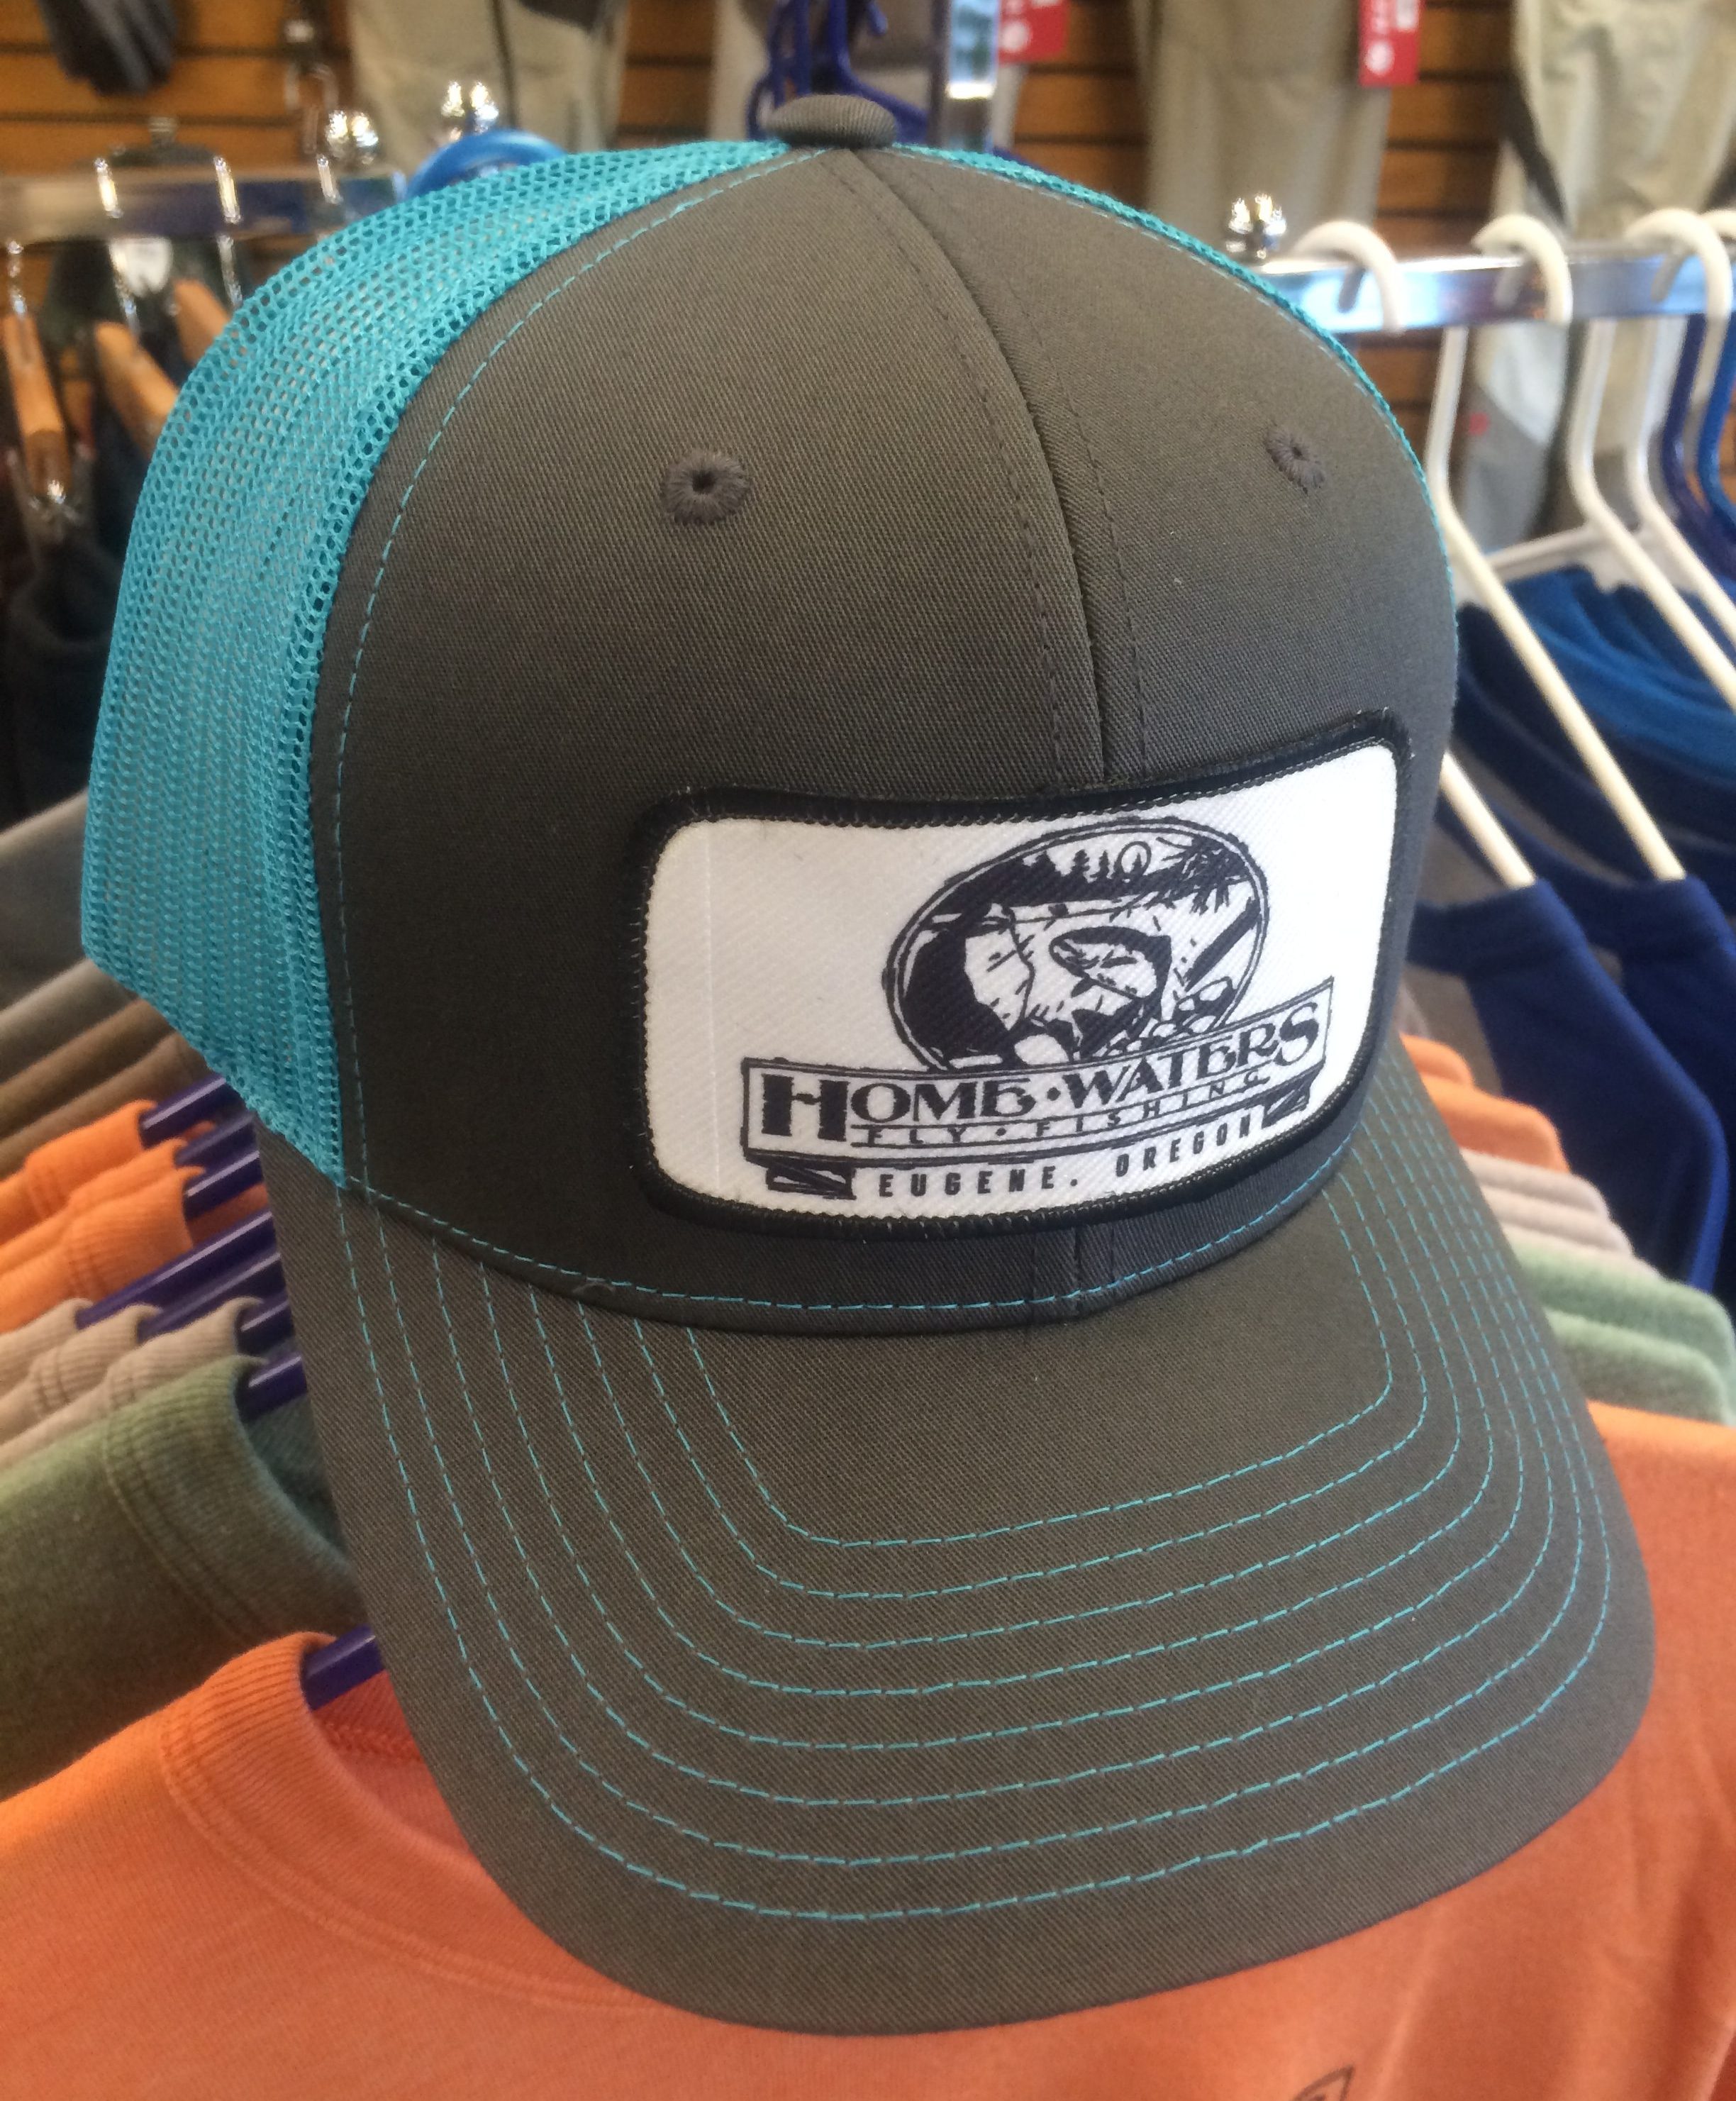 HOME • WATERS
FLY • FISHING
EUGENE, OREGON